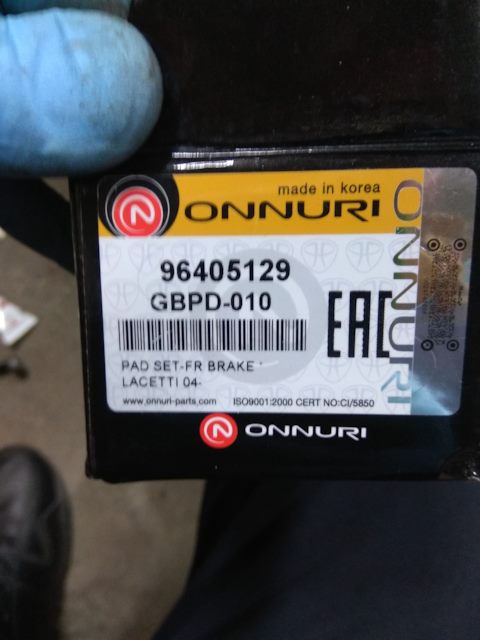 made in korea
ONNURI
96405129
GBPD-010
EAC
PAD SET-FR BRAKE
LACETTI 04-
www.onnuri-parts.com ISO9001:2000 CERT NO:CI/5850
ONNURI
ONNURI